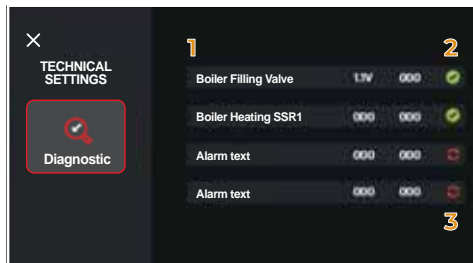 1 2
TECHNICAL
SETTINGS
Boiler Filling Valve 1.1V 000
Boiler Heating SSR1 000 000
Diagnostic
Alarm text 000 000
Alarm text 000 000
3